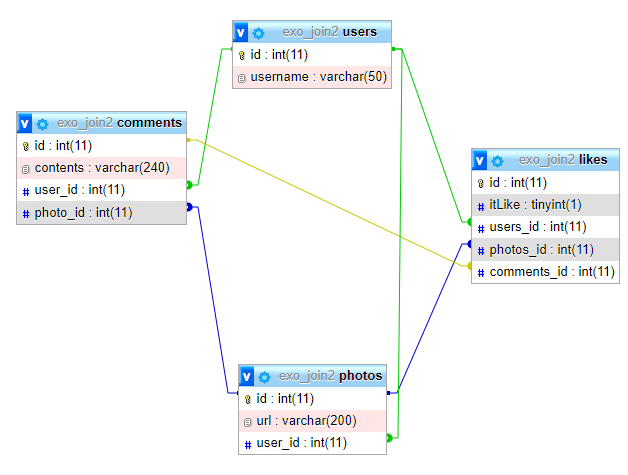 exo_join2 users
id : int(11)
username : varchar(50)
exo_join2 comments
id : int(11)
contents : varchar(240)
user_id : int(11)
photo_id : int(11)
exo_join2 likes
id : int(11)
itLike : tinyint(1)
users_id : int(11)
photos_id : int(11)
comments_id : int(11)
exo_join2 photos
id : int(11)
url : varchar(200)
user_id : int(11)